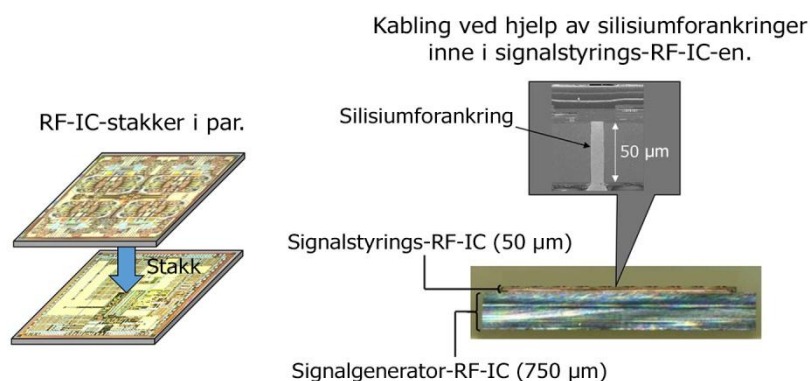 Kabling ved hjelp av silisiumforankringer
inne i signalstyrings-RF-IC-en.
RF-IC-stakker i par.
Silisiumforankring
50 μm
Stakk
Signalstyrings-RF-IC (50 μm)
Signalgenerator-RF-IC (750 μm)